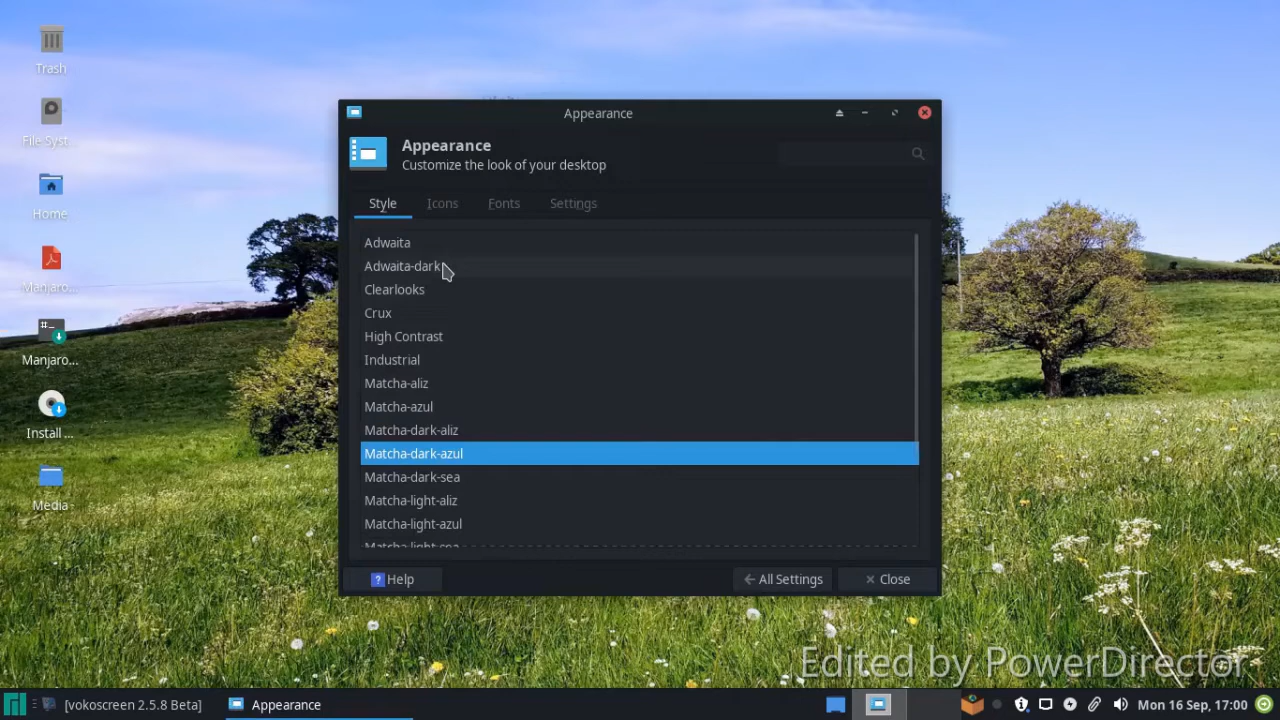 Trash
File Syst...
Home
Manjaro...
Manjaro...
Install ...
Media
Appearance
Appearance
Customize the look of your desktop
Style Icons Fonts Settings
Adwaita
Adwaita-dark
Clearlooks
Crux
High Contrast
Industrial
Matcha-aliz
Matcha-azul
Matcha-dark-aliz
Matcha-dark-azul
Matcha-dark-sea
Matcha-light-aliz
Matcha-light-azul
Matcha-light-sea
? Help
All Settings
Close
Edited by PowerDirector
[vokoscreen 2.5.8 Beta]
Appearance
Mon 16 Sep, 17:00